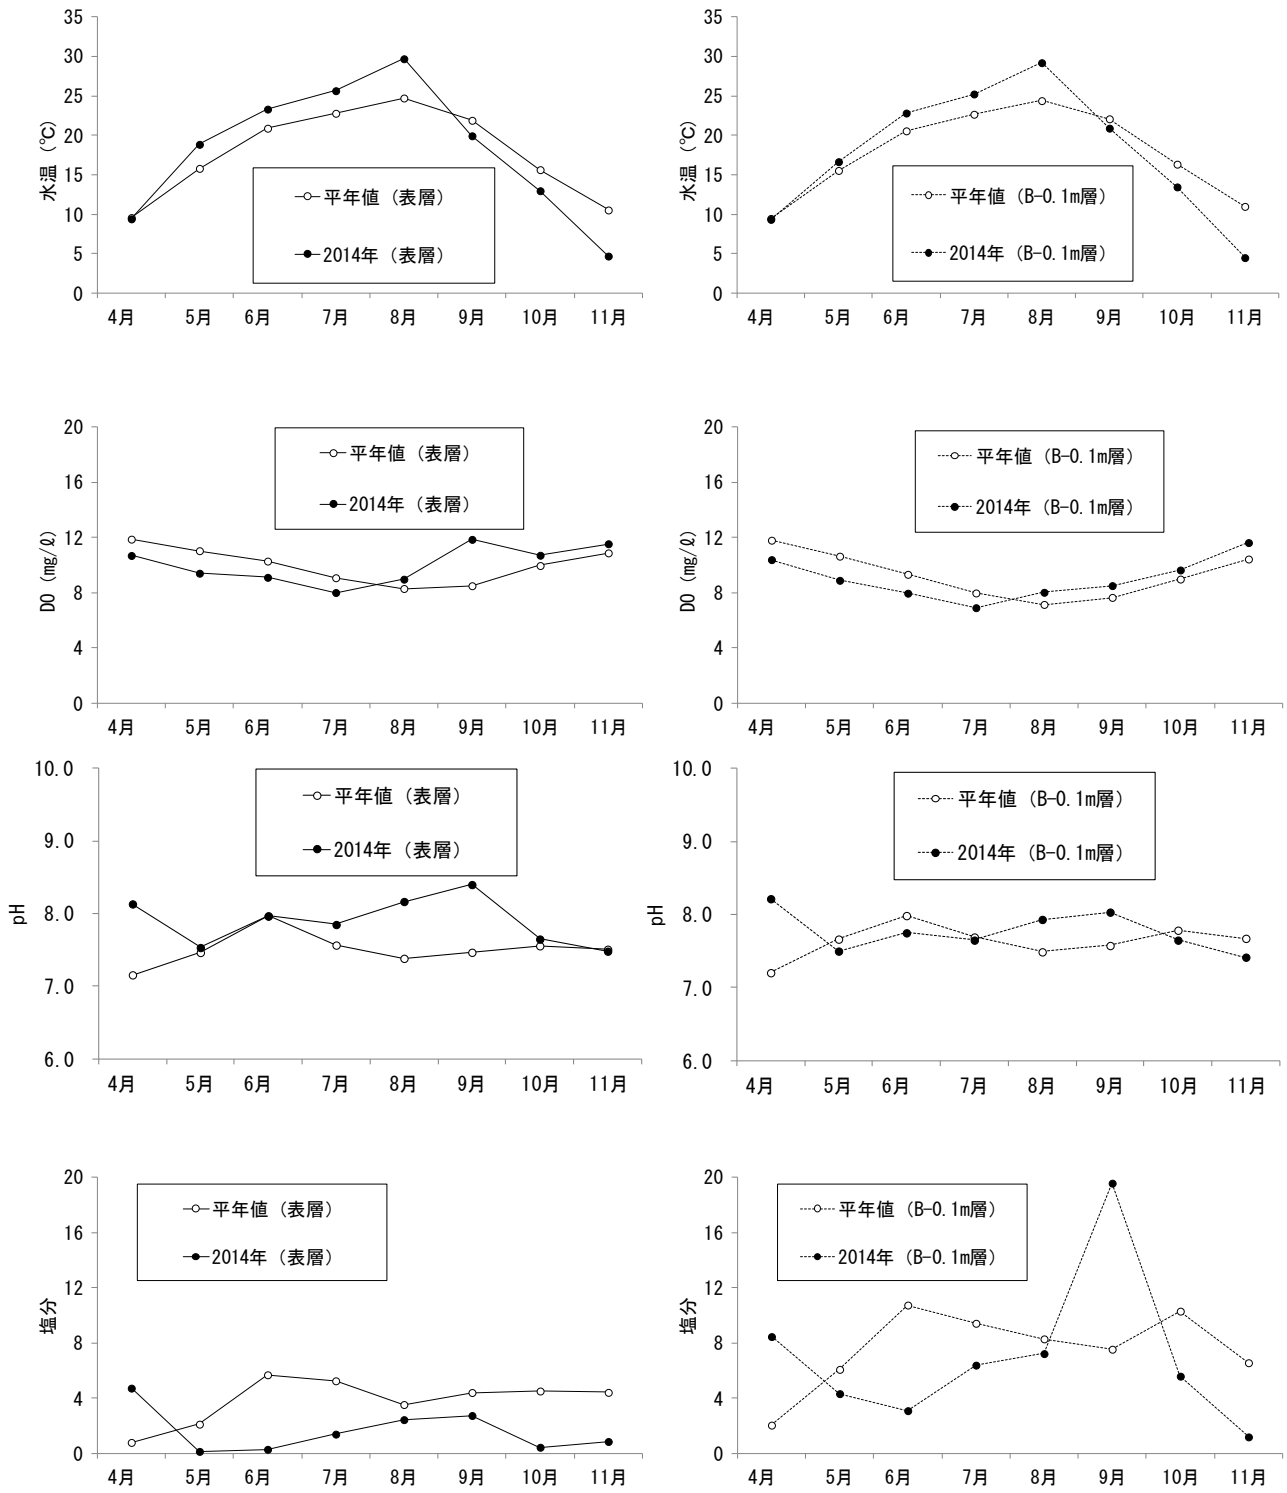 水温 (℃)
35
30
25
20
15
10
5
0
平年値 (表層)
2014年 (表層)
4月 5月 6月 7月 8月 9月 10月 11月
水温 (℃)
35
30
25
20
15
10
5
0
平年値 (B-0.1m層)
2014年 (B-0.1m層)
4月 5月 6月 7月 8月 9月 10月 11月
DO (mg/ℓ)
20
16
12
8
4
0
平年値 (表層)
2014年 (表層)
4月 5月 6月 7月 8月 9月 10月 11月
DO (mg/ℓ)
20
16
12
8
4
0
平年値 (B-0.1m層)
2014年 (B-0.1m層)
4月 5月 6月 7月 8月 9月 10月 11月
pH
10.0
9.0
8.0
7.0
6.0
平年値 (表層)
2014年 (表層)
4月 5月 6月 7月 8月 9月 10月 11月
pH
10.0
9.0
8.0
7.0
6.0
平年値 (B-0.1m層)
2014年 (B-0.1m層)
4月 5月 6月 7月 8月 9月 10月 11月
塩分
20
16
12
8
4
0
平年値 (表層)
2014年 (表層)
4月 5月 6月 7月 8月 9月 10月 11月
塩分
20
16
12
8
4
0
平年値 (B-0.1m層)
2014年 (B-0.1m層)
4月 5月 6月 7月 8月 9月 10月 11月